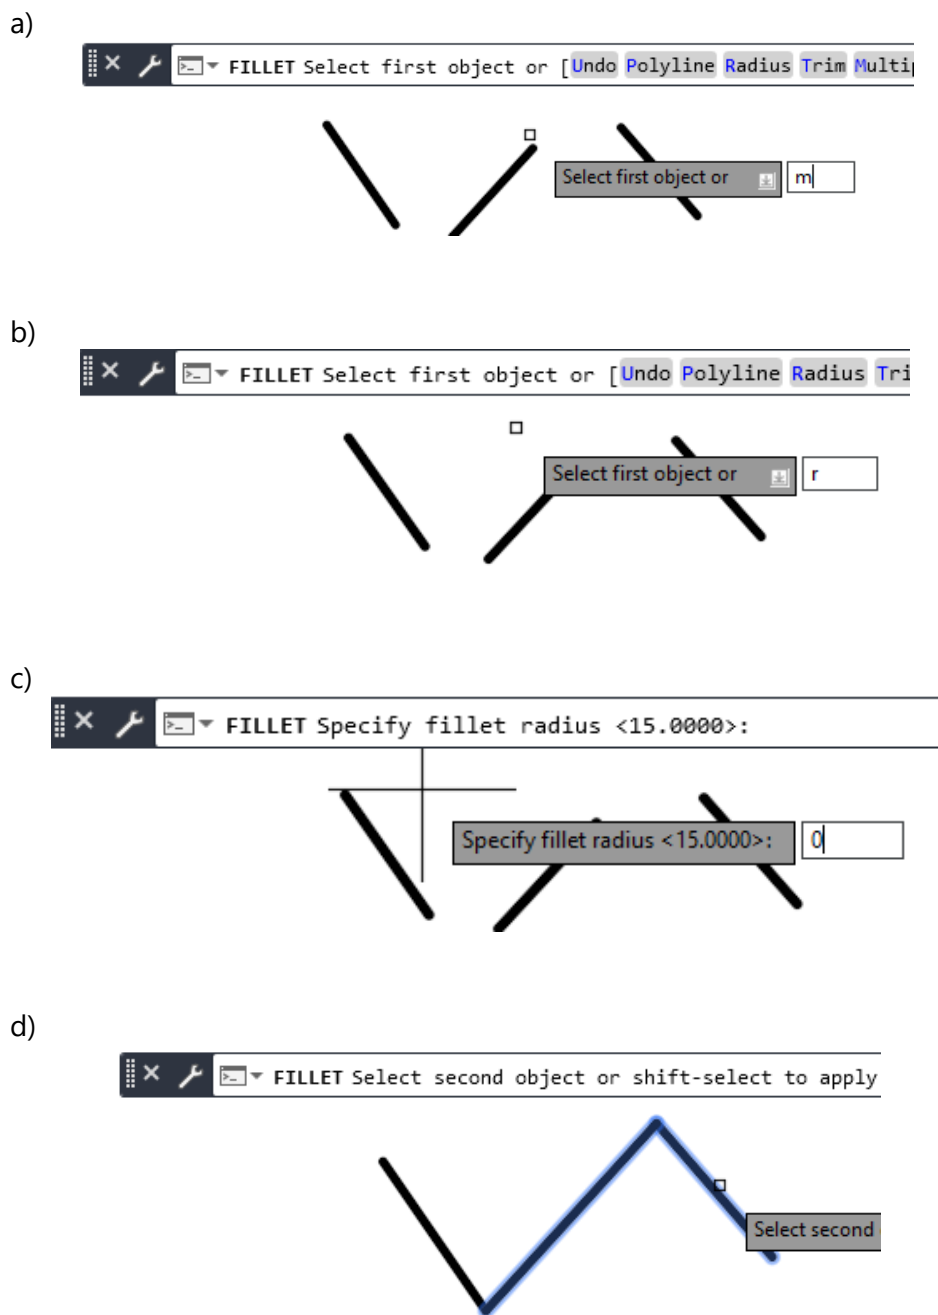 a)
FILLET Select first object or [Undo Polyline Radius Trim Multip
Select first object or m
b)
FILLET Select first object or [Undo Polyline Radius Tri
Select first object or r
c)
FILLET Specify fillet radius <15.0000>:
Specify fillet radius <15.0000>: 0
d)
FILLET Select second object or shift-select to apply
Select second